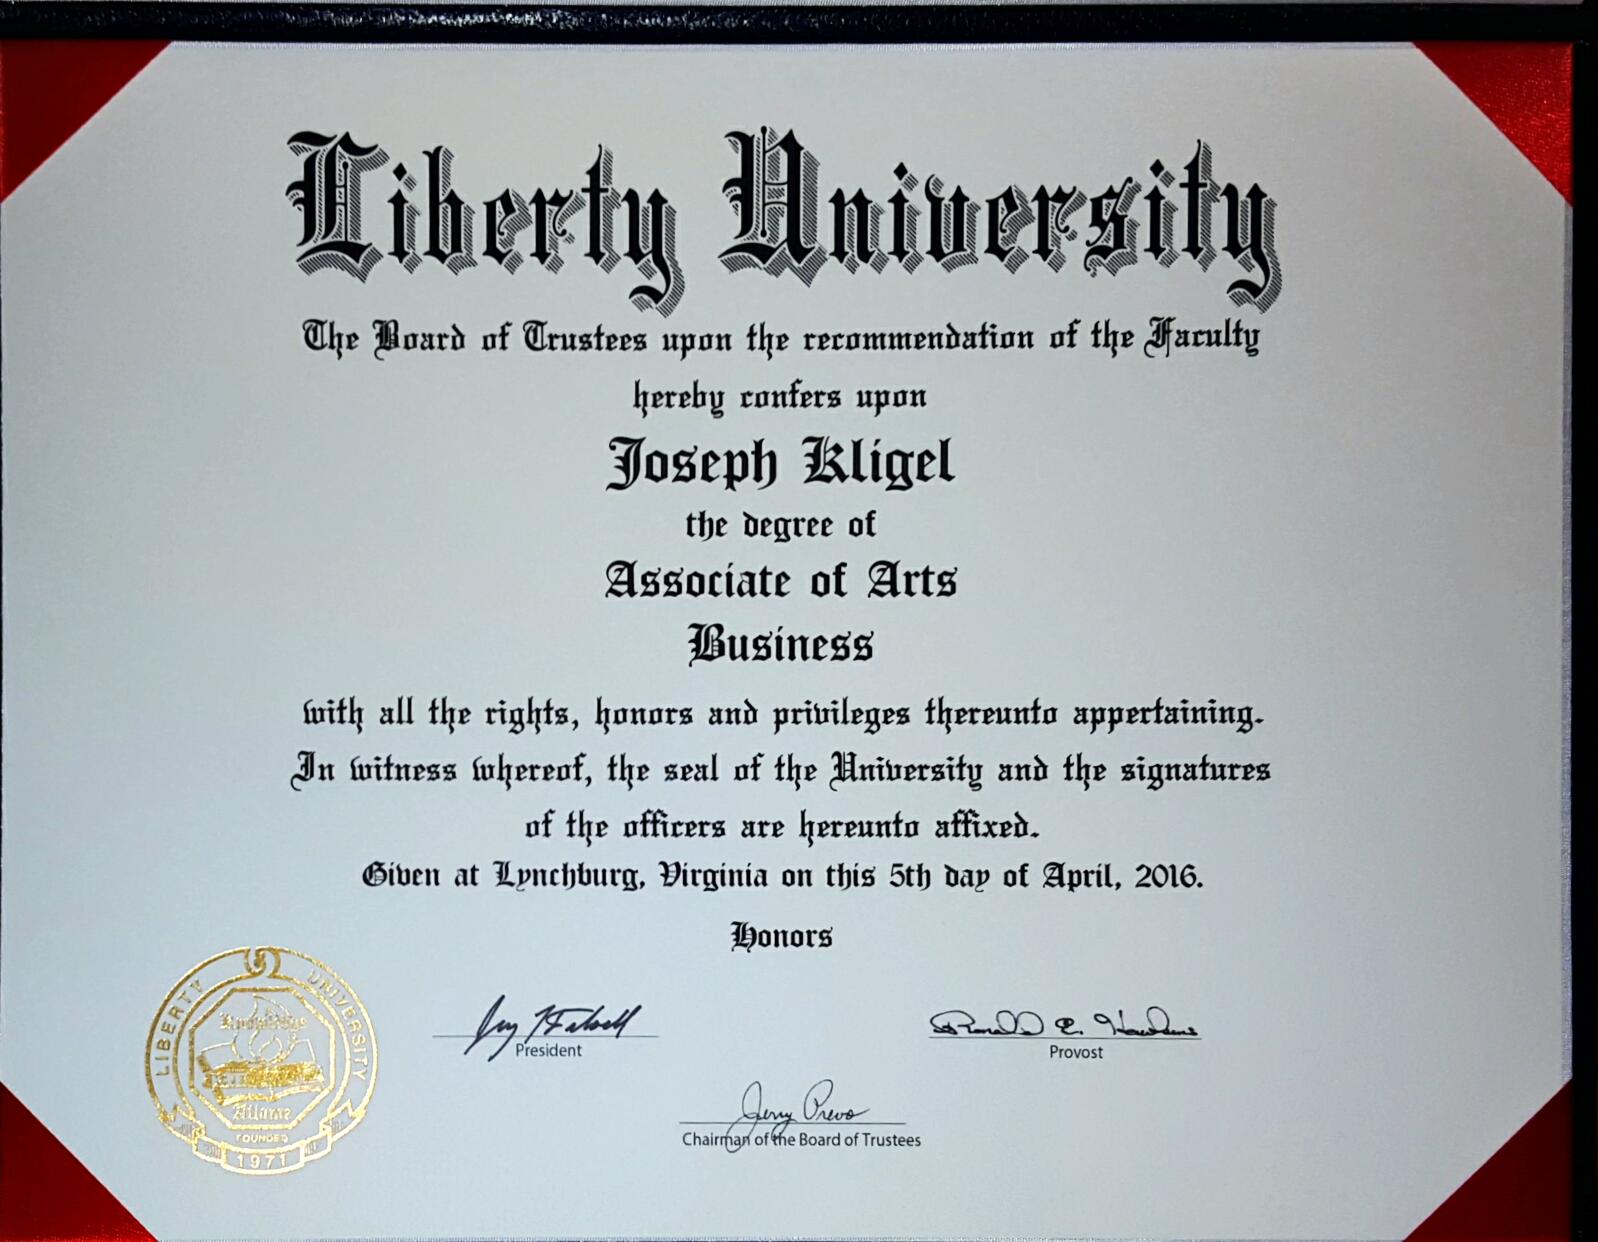 Liberty University
The Board of Trustees upon the recommendation of the Faculty
hereby confers upon
Joseph Kligel
the degree of
Associate of Arts
Business
with all the rights, honors and privileges thereunto appertaining.
In witness whereof, the seal of the University and the signatures
of the officers are hereunto affixed.
Given at Lynchburg, Virginia on this 5th day of April, 2016.
Honors
LIBERTY UNIVERSITY
Knowledge
Aflame
FOUNDED
1971
Jerry Falwell
President
Ronald E. Hawkins
Provost
Jerry Prevo
Chairman of the Board of Trustees